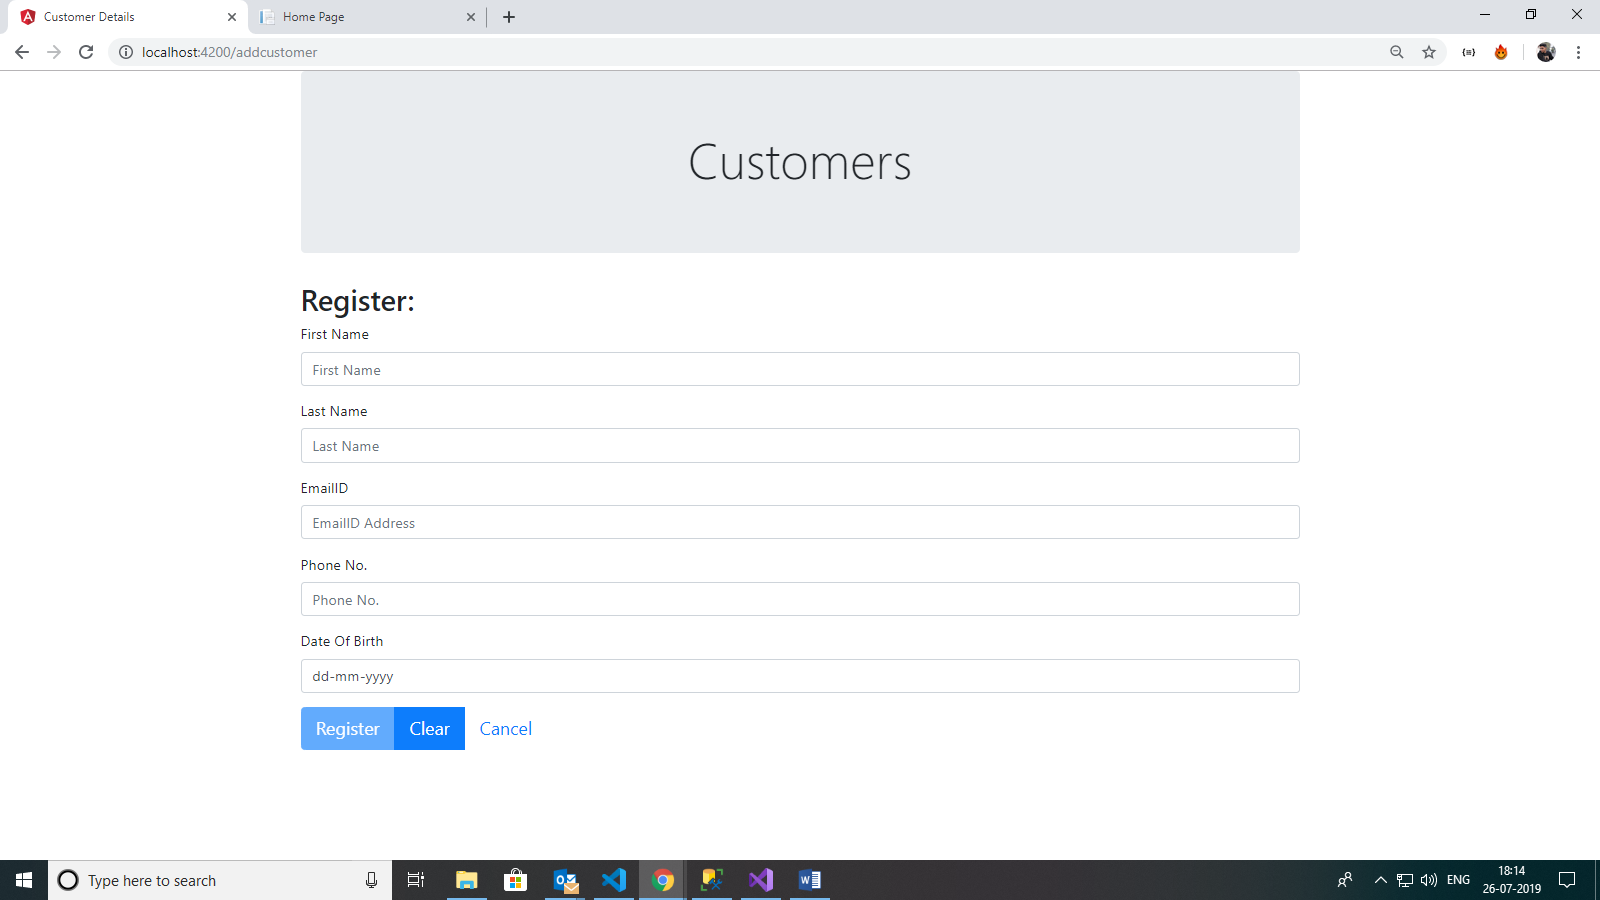 Customer Details
Home Page
localhost:4200/addcustomer
Customers
Register:
First Name
First Name
Last Name
Last Name
EmailID
EmailID Address
Phone No.
Phone No.
Date Of Birth
dd-mm-yyyy
Register Clear Cancel
Type here to search
ENG
18:14
26-07-2019